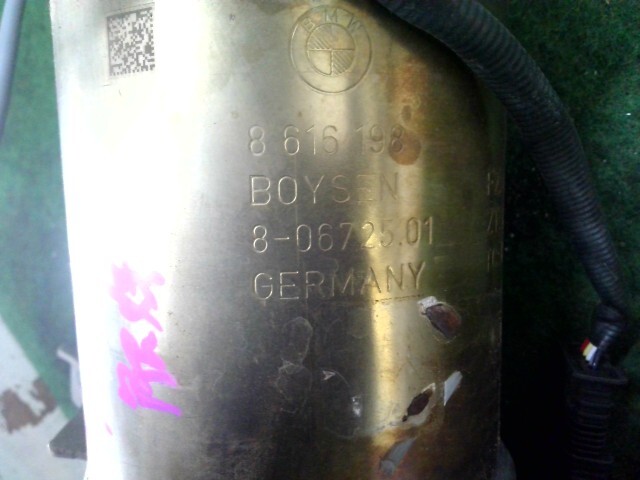 BMW
8 616 198
BOYSEN
8-06725.01
GERMANY